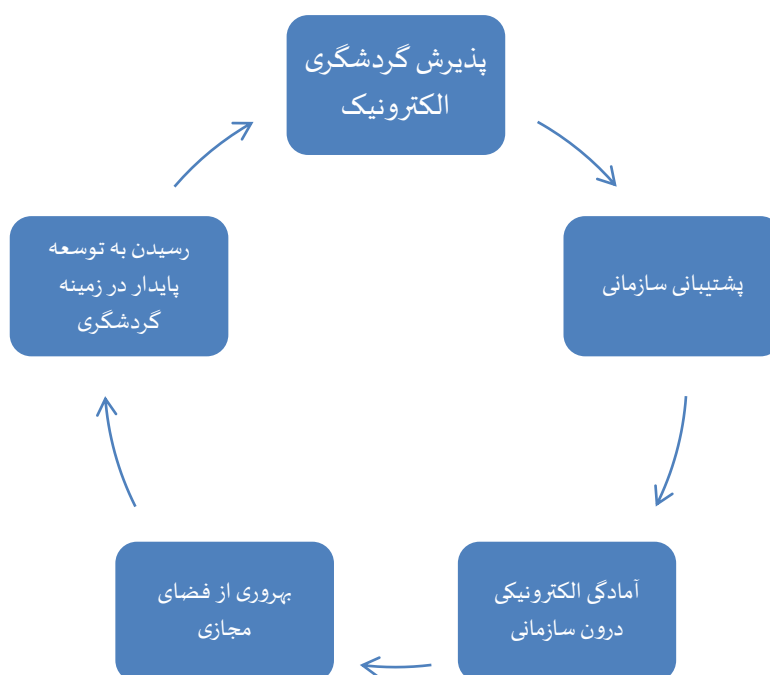 پذیرش گردشگری
الکترونیک
پشتیبانی سازمانی
آمادگی الکترونیکی
درون سازمانی
بهروری از فضای
مجازی
رسیدن به توسعه
پایدار در زمینه
گردشگری